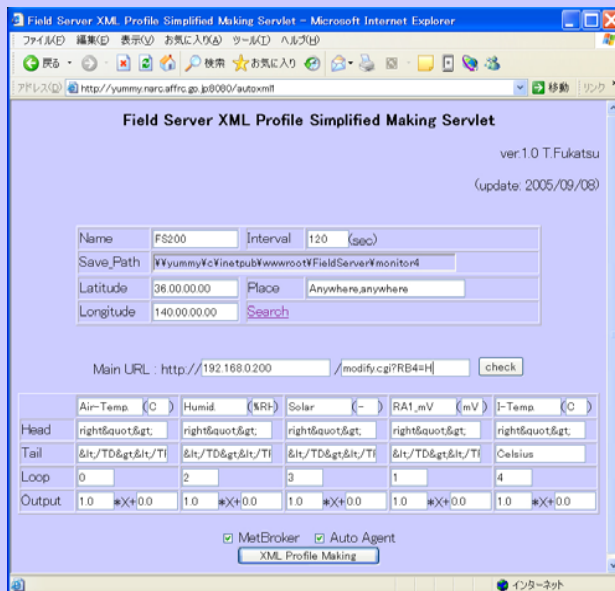 Field Server XML Profile Simplified Making Servlet - Microsoft Internet Explorer
ファイル(F) 編集(E) 表示(V) お気に入り(A) ツール(T) ヘルプ(H)
戻る 検索 お気に入り
アドレス(D) http://yummy.narc.affrc.go.jp:8080/autoxml1 移動 リンク
Field Server XML Profile Simplified Making Servlet
ver.1.0 T.Fukatsu
(update: 2005/09/08)
Name FS200 Interval 120 (sec)
Save_Path ¥¥yummy¥c¥inetpub¥wwwroot¥FieldServer¥monitor4
Latitude 36.00.00.00 Place Anywhere,anywhere
Longitude 140.00.00.00 Search
Main URL : http:// 192.168.0.200 / modify.cgi?RB4=H check
Air-Temp. (C ) Humid. (%RH) Solar (- ) RA1_mV (mV ) I-Temp. (C )
Head right&quot;&gt; right&quot;&gt; right&quot;&gt; right&quot;&gt; right&quot;&gt;
Tail &lt;/TD&gt;&lt;/TI &lt;/TD&gt;&lt;/TI &lt;/TD&gt;&lt;/TI &lt;/TD&gt;&lt;/TI Celsius
Loop 0 2 3 1 4
Output 1.0 *X+ 0.0 1.0 *X+ 0.0 1.0 *X+ 0.0 1.0 *X+ 0.0 1.0 *X+ 0.0
MetBroker Auto Agent
XML Profile Making
インターネット